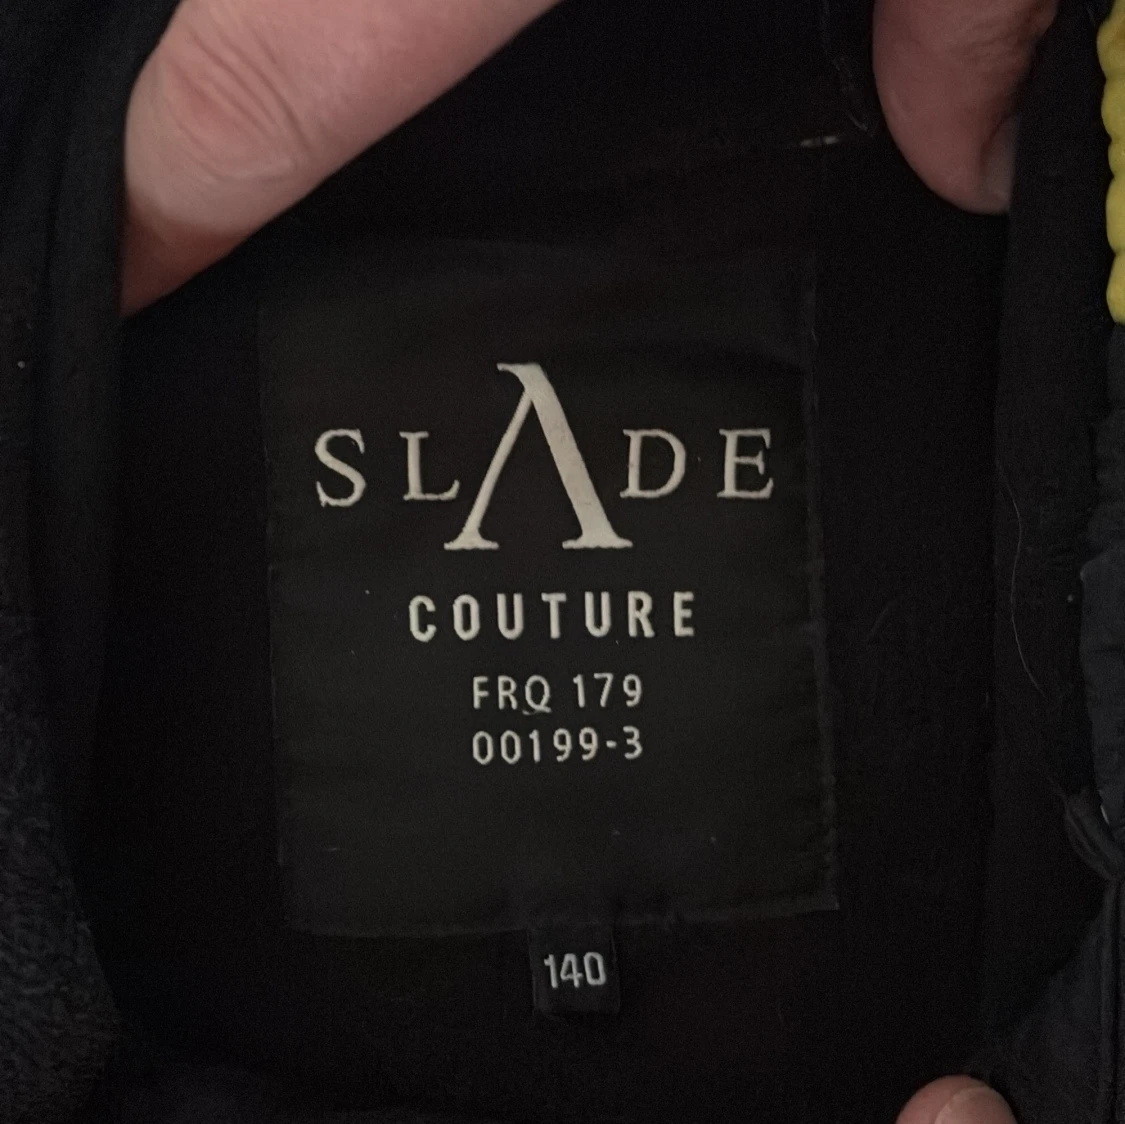 SLΛDE
COUTURE
FRQ 179
00199-3
140